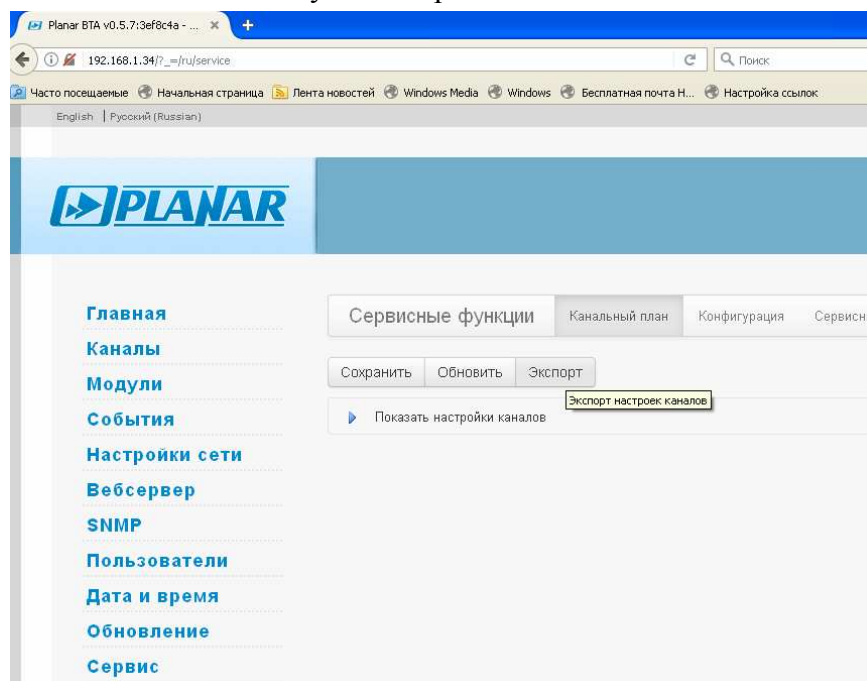 Planar BTA v0.5.7:3ef8c4a - ...
192.168.1.34/?_=/ru/service
Поиск
Часто посещаемые Начальная страница Лента новостей Windows Media Windows Бесплатная почта H... Настройка ссылок
English | Русский (Russian)
PLANAR
Главная
Каналы
Модули
События
Настройки сети
Вебсервер
SNMP
Пользователи
Дата и время
Обновление
Сервис
Сервисные функции Канальный план Конфигурация
Сохранить Обновить Экспорт
Экспорт настроек каналов
Показать настройки каналов